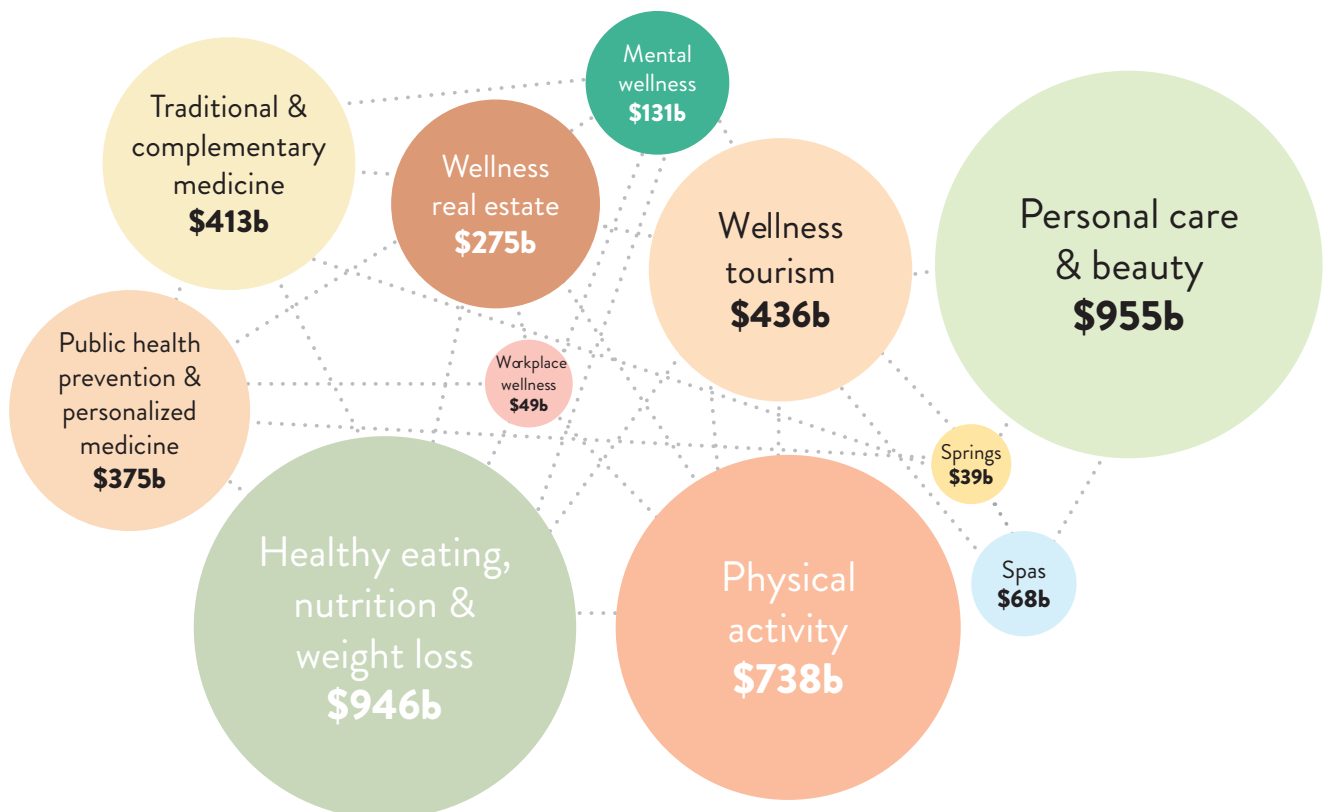 Mental
wellness
$131b
Traditional &
complementary
medicine
$413b
Wellness
real estate
$275b
Wellness
tourism
$436b
Personal care
& beauty
$955b
Public health
prevention &
personalized
medicine
$375b
Workplace
wellness
$49b
Springs
$39b
Healthy eating,
nutrition &
weight loss
$946b
Physical
activity
$738b
Spas
$68b